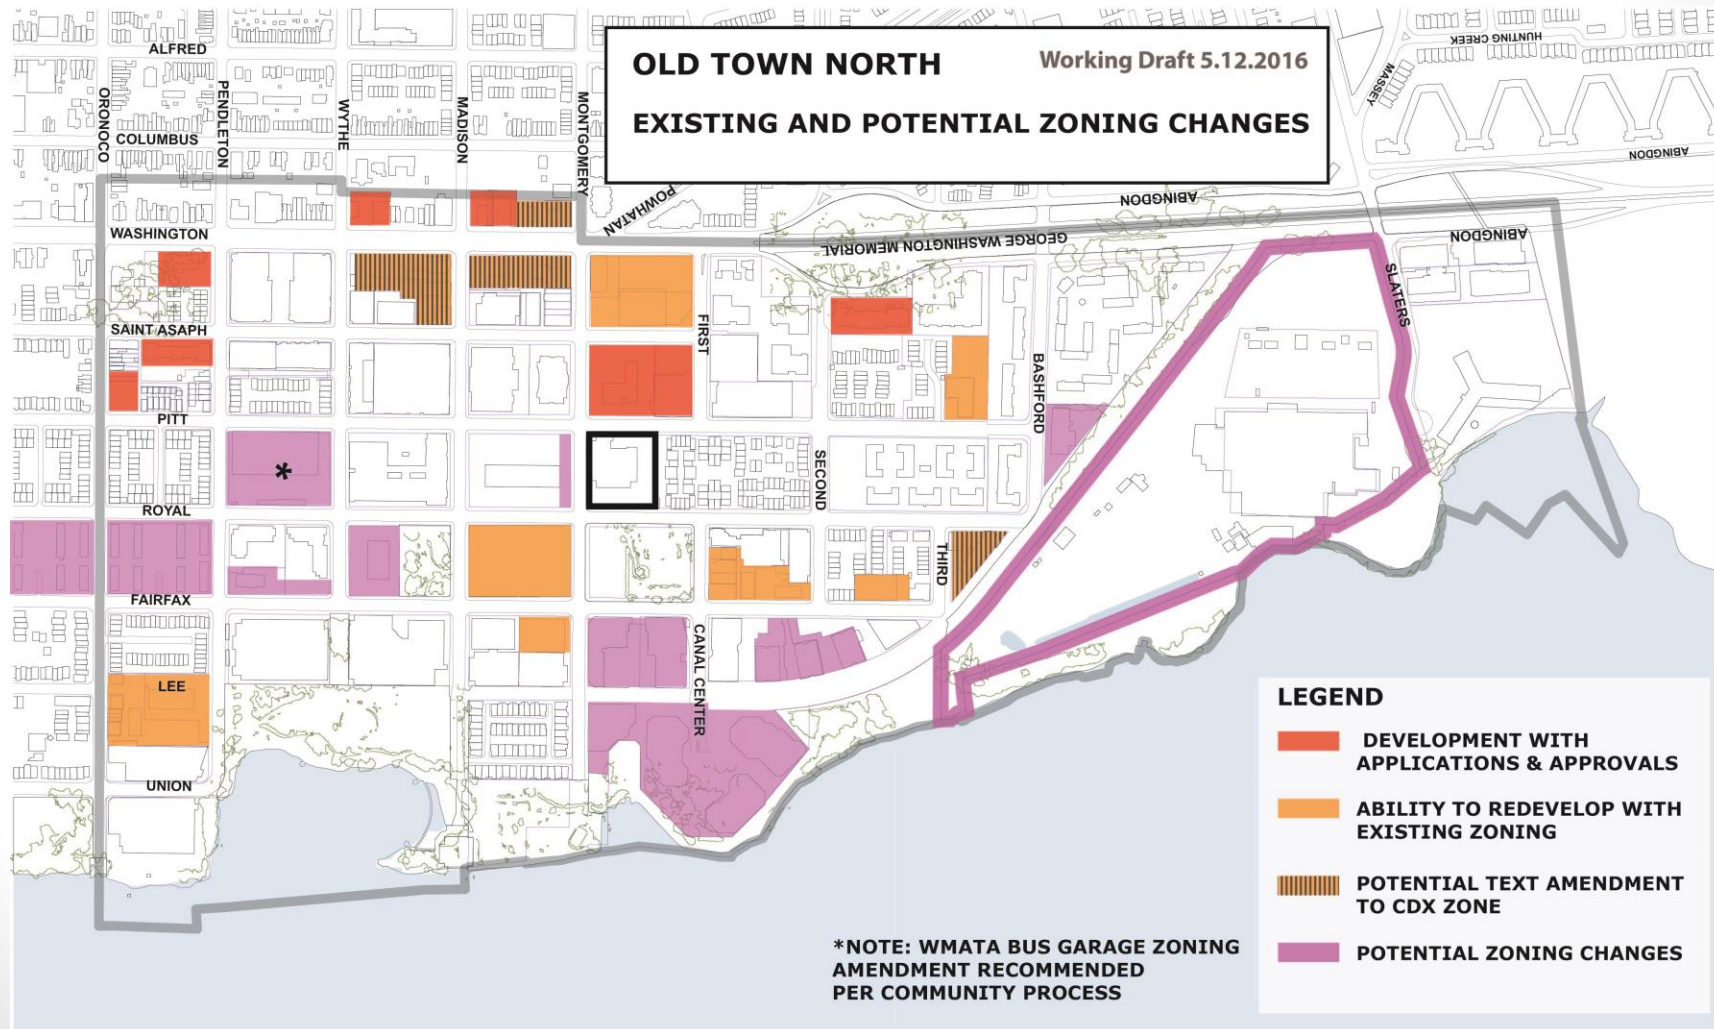 OLD TOWN NORTH
Working Draft 5.12.2016
EXISTING AND POTENTIAL ZONING CHANGES
ALFRED
HUNTING CREEK
MASSEY
ORONOCO
PENDLETON
WYTHE
MADISON
MONTGOMERY
COLUMBUS
ABINGDON
POWHATAN
ABINGDON
WASHINGTON
GEORGE WASHINGTON MEMORIAL
ABINGDON
SLATERS
SAINT ASAPH
FIRST
BASHFORD
PITT
*
SECOND
ROYAL
THIRD
FAIRFAX
CANAL CENTER
LEE
UNION
LEGEND
DEVELOPMENT WITH
APPLICATIONS & APPROVALS
ABILITY TO REDEVELOP WITH
EXISTING ZONING
POTENTIAL TEXT AMENDMENT
TO CDX ZONE
POTENTIAL ZONING CHANGES
*NOTE: WMATA BUS GARAGE ZONING
AMENDMENT RECOMMENDED
PER COMMUNITY PROCESS